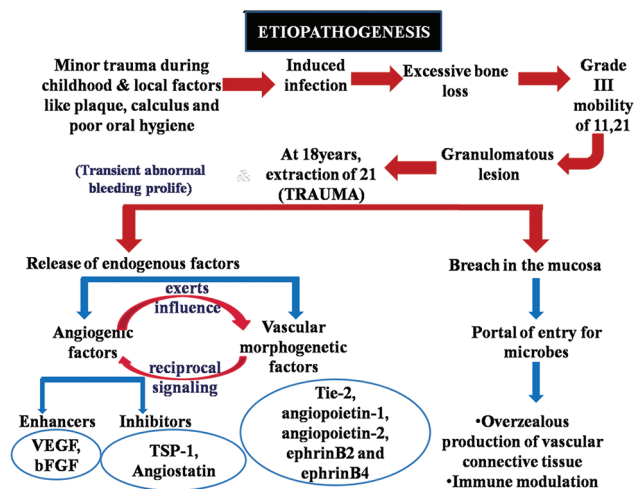 ETIOPATHOGENESIS
Minor trauma during
childhood & local factors
like plaque, calculus and
poor oral hygiene
Induced
infection
Excessive bone
loss
Grade
III
mobility
of 11,21
Granulomatous
lesion
At 18years,
extraction of 21
(TRAUMA)
&
(Transient abnormal
bleeding prolife)
Release of endogenous factors
exerts
influence
Angiogenic
factors
Vascular
morphogenetic
factors
reciprocal
signaling
Enhancers
VEGF,
bFGF
Inhibitors
TSP-1,
Angiostatin
Tie-2,
angiopoietin-1,
angiopoietin-2,
ephrinB2 and
ephrinB4
Breach in the mucosa
Portal of entry for
microbes
•Overzealous
production of vascular
connective tissue
•Immune modulation